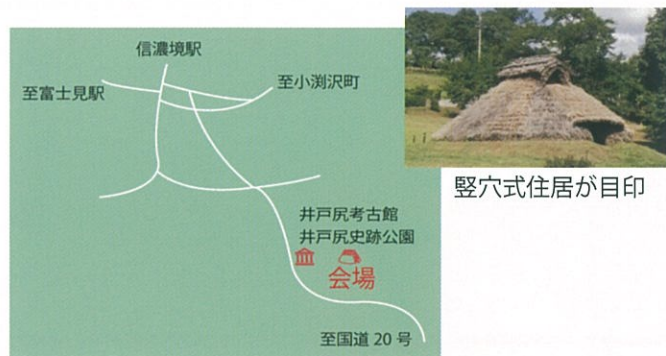 信濃境駅
至富士見駅
至小渕沢町
竪穴式住居が目印
井戸尻考古館
井戸尻史跡公園
会場
至国道20号